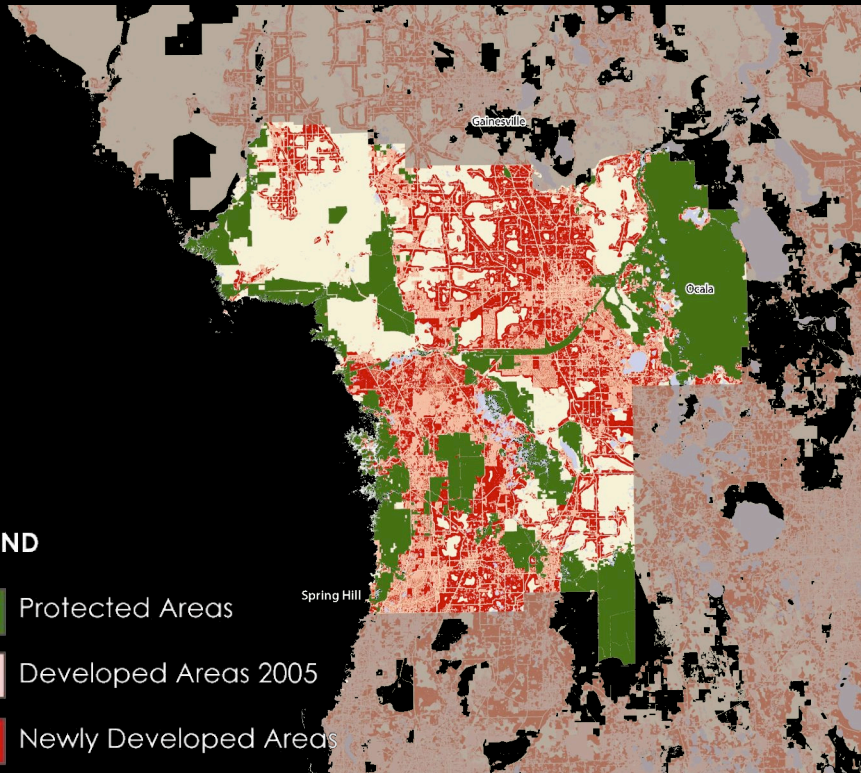 Gainesville
Ocala
ND
Spring Hill
Protected Areas
Developed Areas 2005
Newly Developed Areas